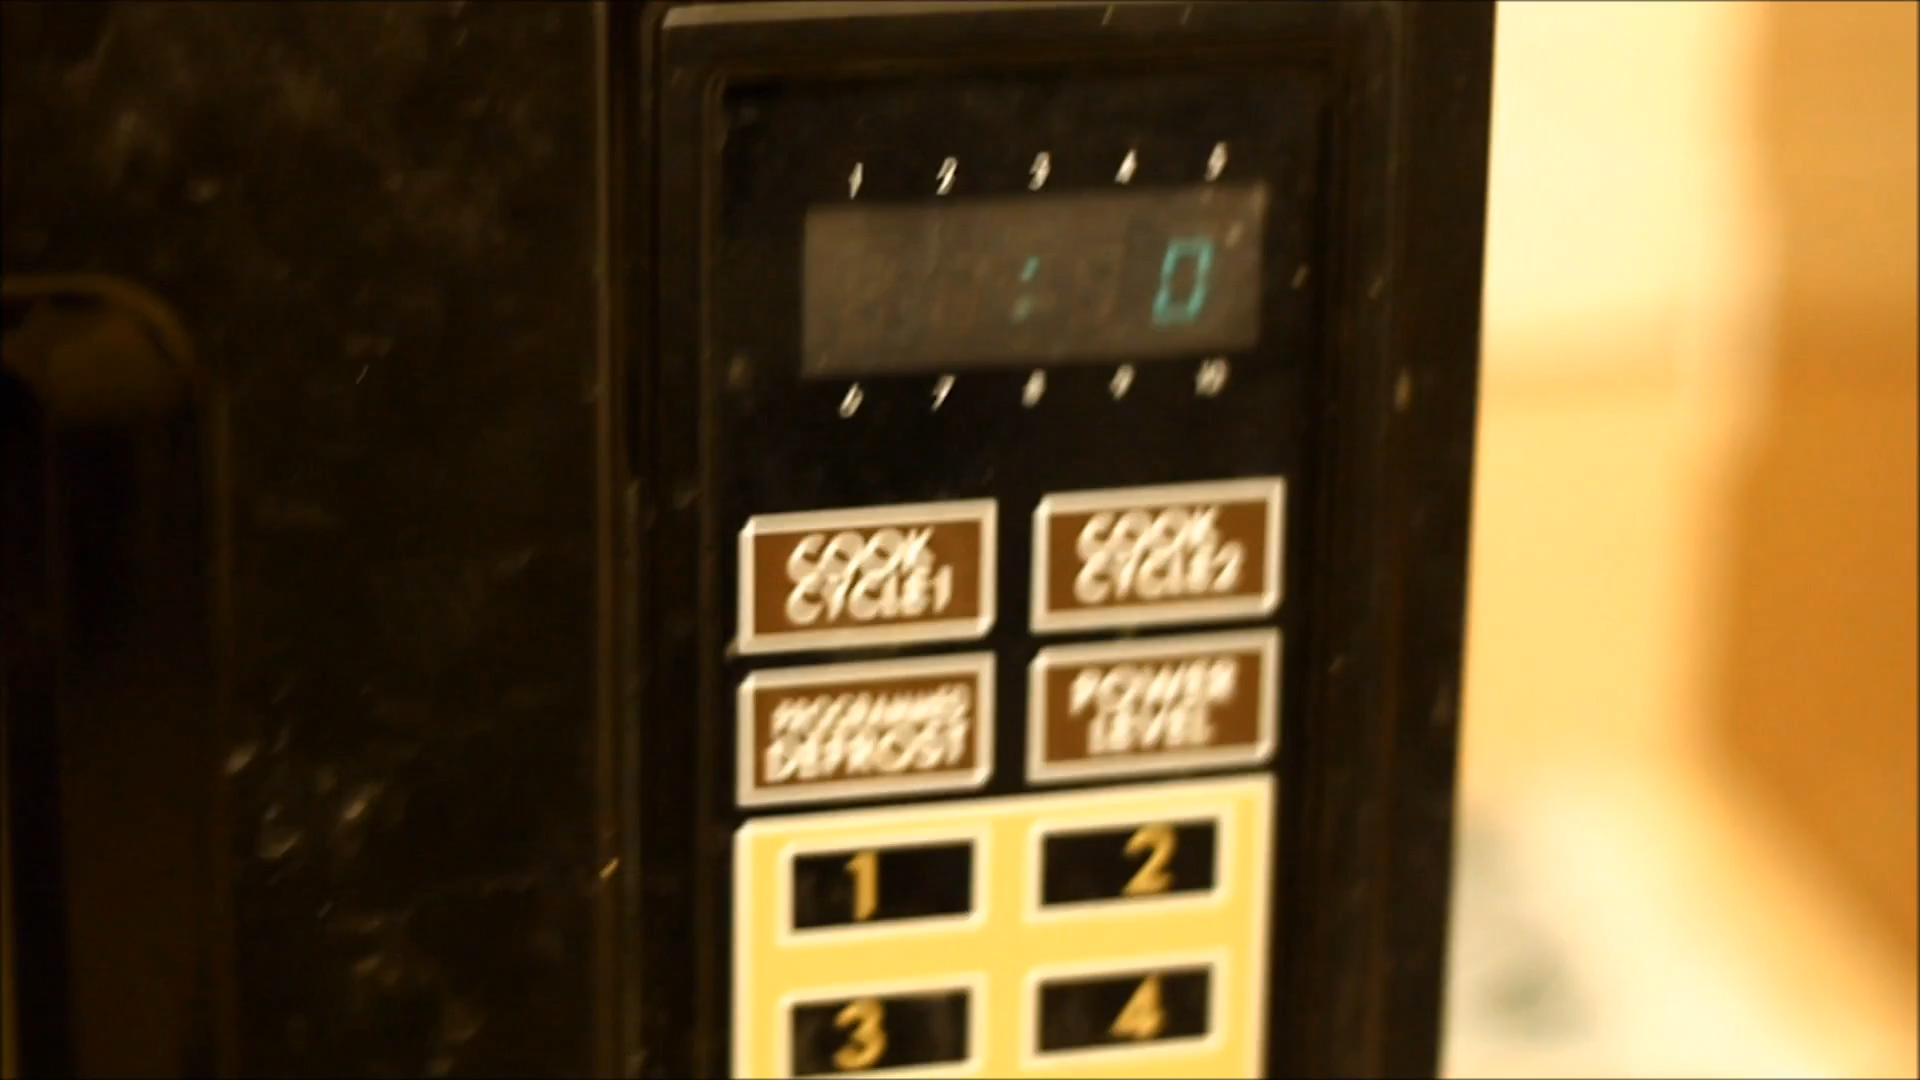 1 2 3 4 5
: 0
6 7 8 9 10
COOK
CYCLE 1
COOK
CYCLE 2
PROGRAMMED
DEFROST
POWER
LEVEL
1
2
3
4